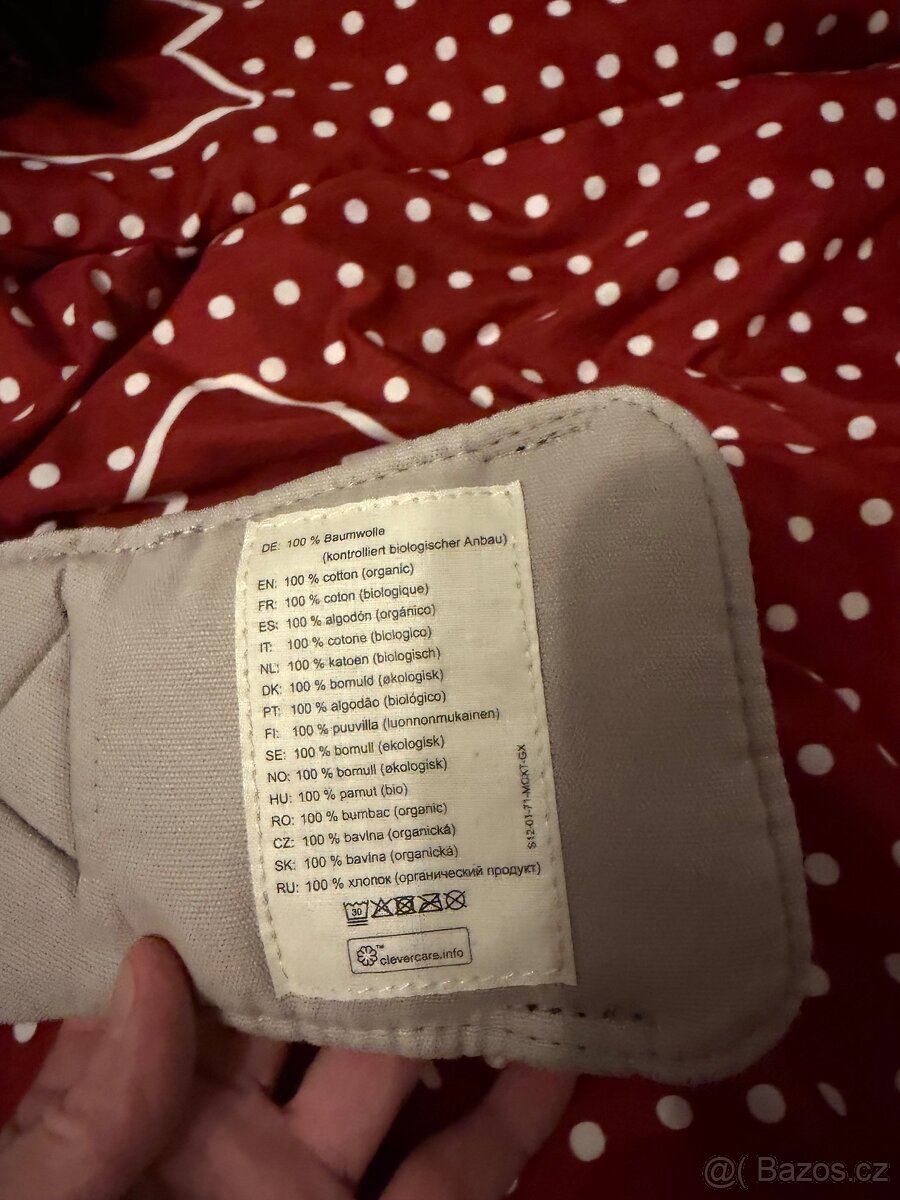 DE: 100 % Baumwolle
(kontrolliert biologischer Anbau)
EN: 100 % cotton (organic)
FR: 100 % coton (biologique)
ES: 100 % algodón (orgánico)
IT: 100 % cotone (biologico)
NL: 100 % katoen (biologisch)
DK: 100 % bomuld (økologisk)
PT: 100 % algodão (biológico)
FI: 100 % puuvilla (luonnonmukainen)
SE: 100 % bomull (ekologisk)
NO: 100 % bomull (økologisk)
HU: 100 % pamut (bio)
RO: 100 % bumbac (organic)
CZ: 100 % bavlna (organická)
SK: 100 % bavlna (organická)
RU: 100 % хлопок (органический продукт)
30
™ clevercare.info
S12-01-71-MCKT-GX
@( Bazos.cz